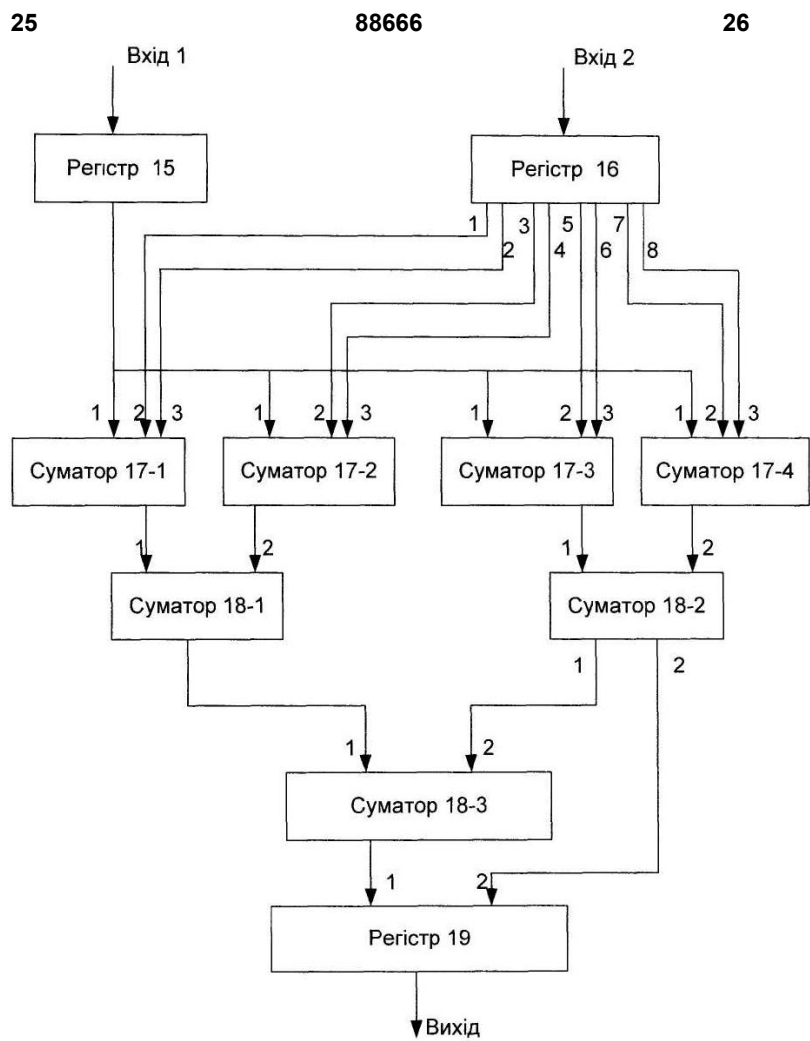 25 88666 26
Вхід 1 Вхід 2
Регістр 15 Регістр 16
1 3 5 7
2 4 6 8
1 2 3 1 2 3 1 2 3 1 2 3
Суматор 17-1 Суматор 17-2 Суматор 17-3 Суматор 17-4
1 2 1 2
Суматор 18-1 Суматор 18-2
1 2
1 2
Суматор 18-3
1 2
Регістр 19
Вихід